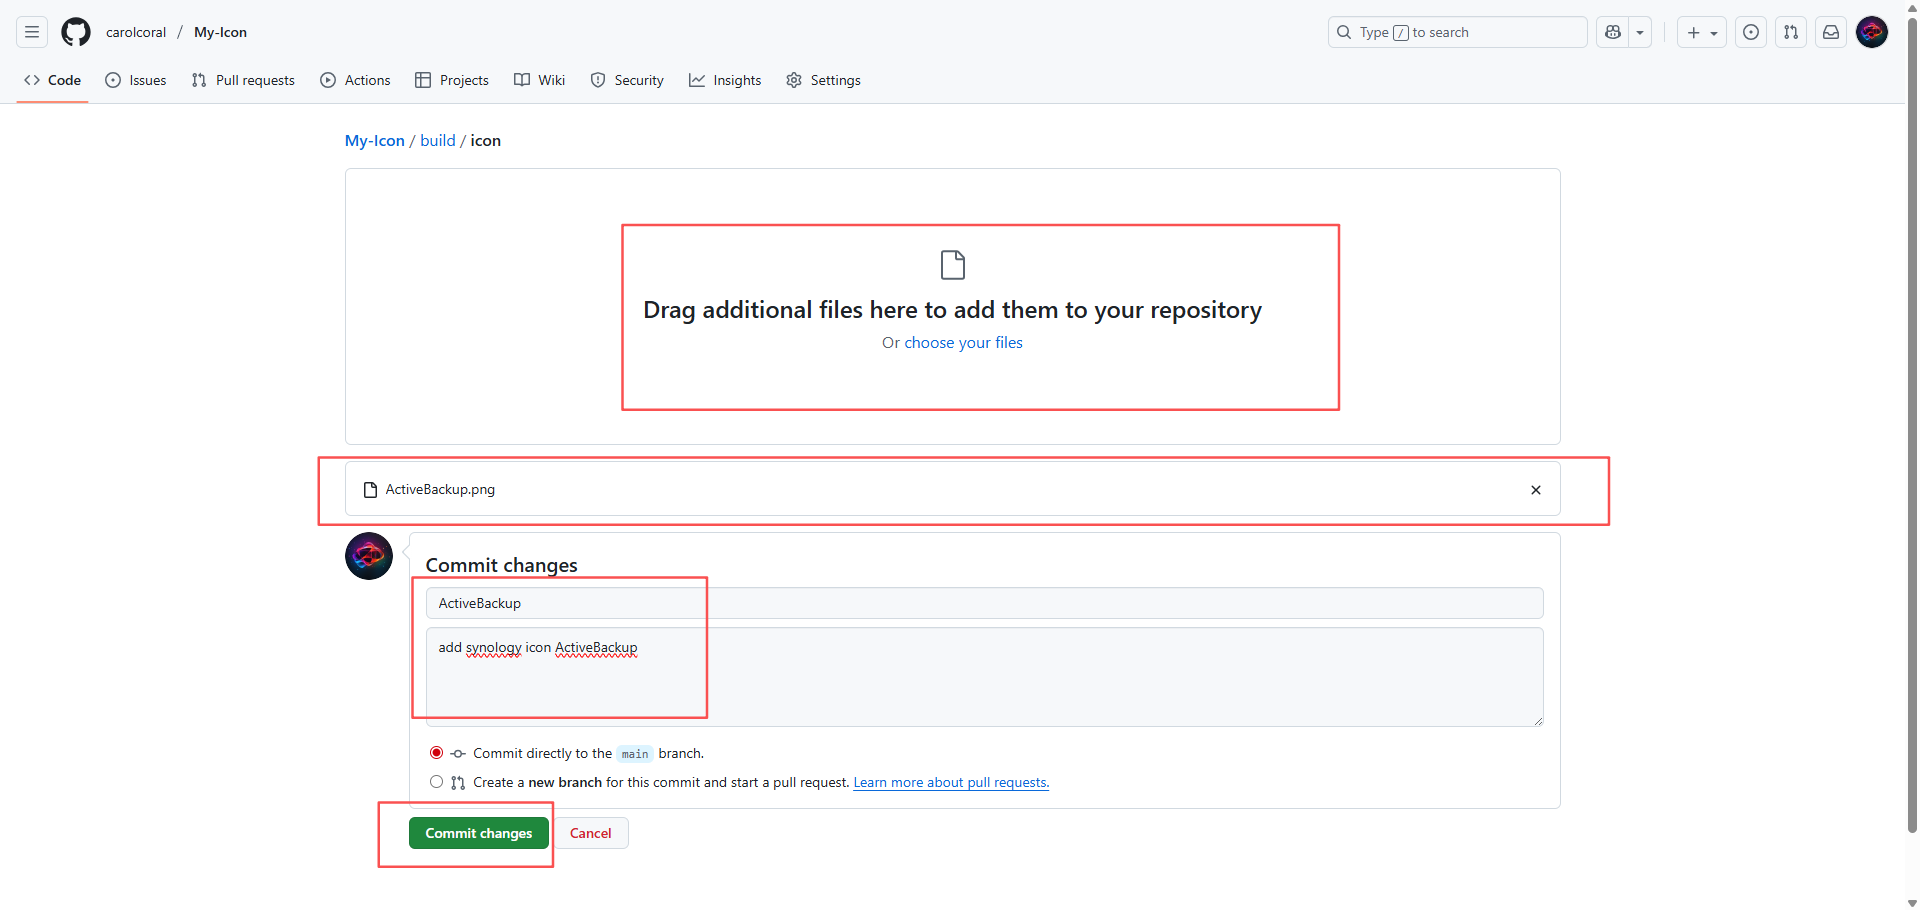 carolcoral / My-Icon
Type / to search
Code Issues Pull requests Actions Projects Wiki Security Insights Settings
My-Icon / build / icon
Drag additional files here to add them to your repository
Or choose your files
ActiveBackup.png
Commit changes
ActiveBackup
add synology icon ActiveBackup
Commit directly to the main branch.
Create a new branch for this commit and start a pull request. Learn more about pull requests.
Commit changes Cancel